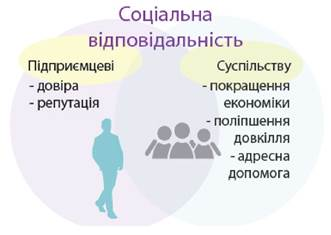 Соціальна
відповідальність
Підприємцеві
- довіра
- репутація
Суспільству
- покращення
економіки
- поліпшення
довкілля
- адресна
допомога